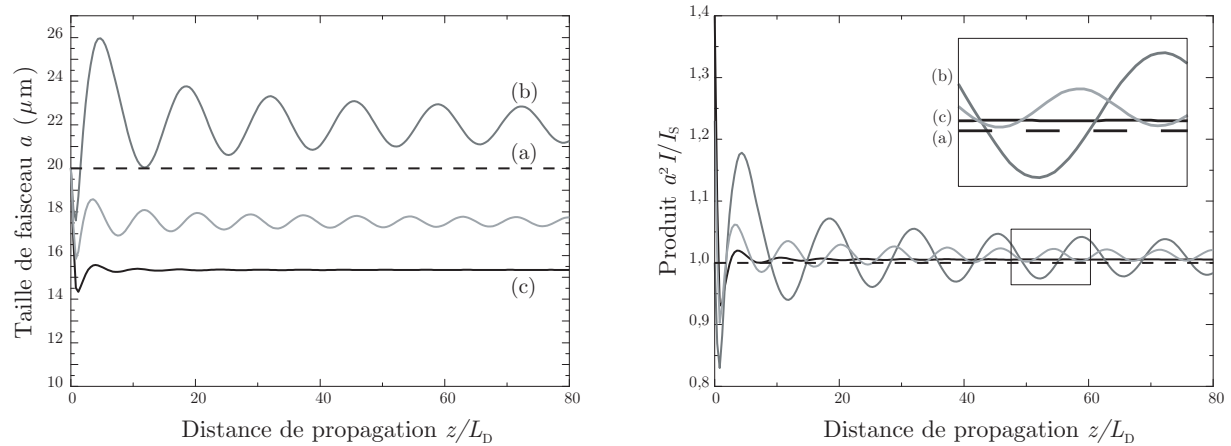 26
24
22
20
18
16
14
12
10
0
20
40
60
80
Taille de faisceau a (μm)
Distance de propagation z/L_D
(b)
(a)
(c)
1,4
1,3
1,2
1,1
1,0
0,9
0,8
0
20
40
60
80
Produit a² I/I_S
Distance de propagation z/L_D
(b)
(c)
(a)